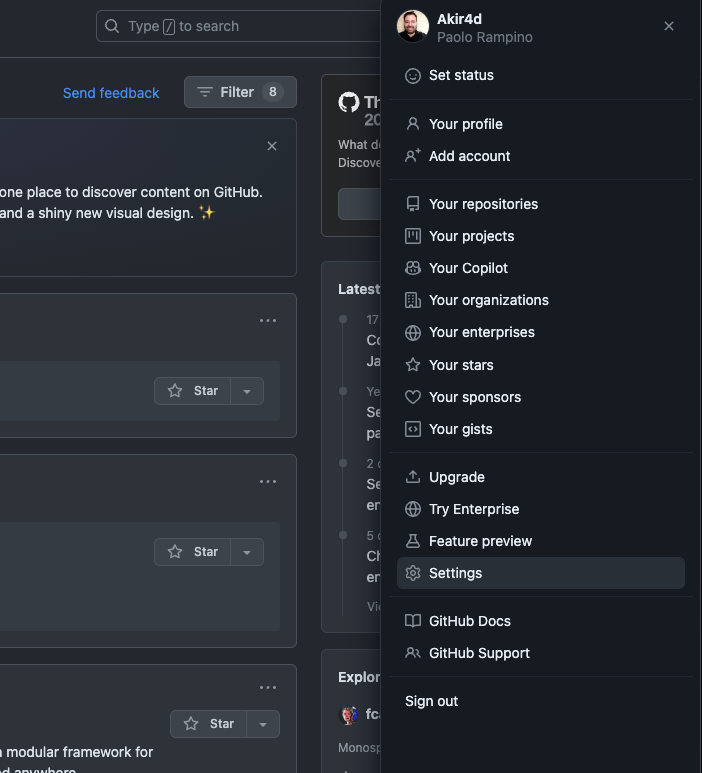 Type / to search
Send feedback
Filter 8
one place to discover content on GitHub.
and a shiny new visual design. ✨
Star
Star
Star
a modular framework for
anywhere.
Th
20
What d
Discove
Latest
17
Co
Ja
Ye
Se
pa
2
Se
en
5
Ch
en
Vi
Explor
fc
Monosp
Akir4d
Paolo Rampino
Set status
Your profile
Add account
Your repositories
Your projects
Your Copilot
Your organizations
Your enterprises
Your stars
Your sponsors
Your gists
Upgrade
Try Enterprise
Feature preview
Settings
GitHub Docs
GitHub Support
Sign out